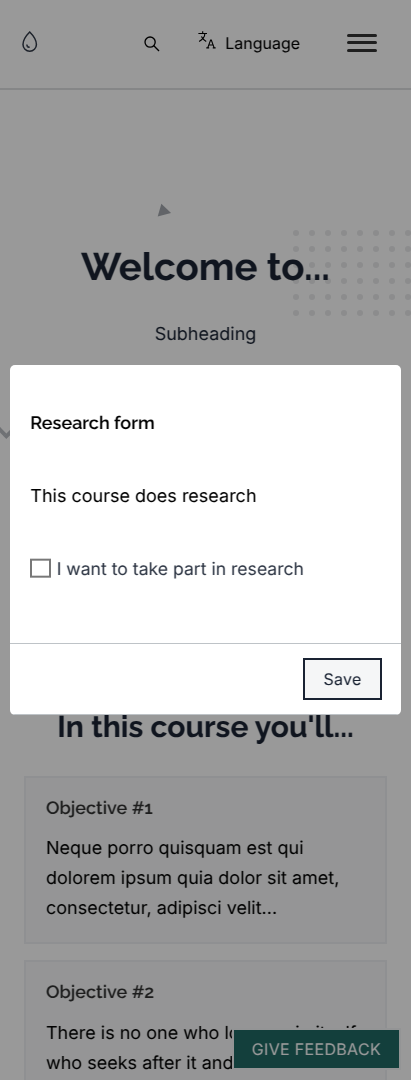 Language
Welcome to...
Subheading
Research form
This course does research
I want to take part in research
Save
In this course you'll...
Objective #1
Neque porro quisquam est qui
dolorem ipsum quia dolor sit amet,
consectetur, adipisci velit...
Objective #2
There is no one who
who seeks after it and
GIVE FEEDBACK